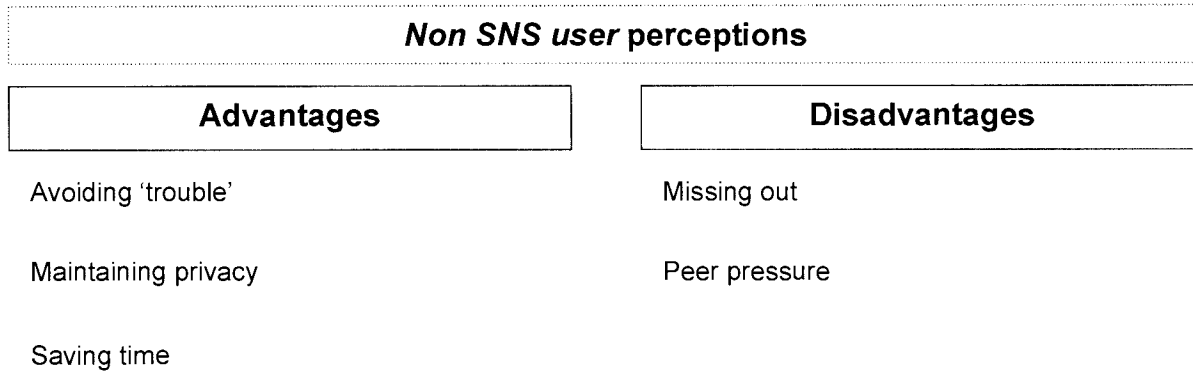 Non SNS user perceptions
Advantages
Disadvantages
Avoiding ‘trouble’
Missing out
Maintaining privacy
Peer pressure
Saving time